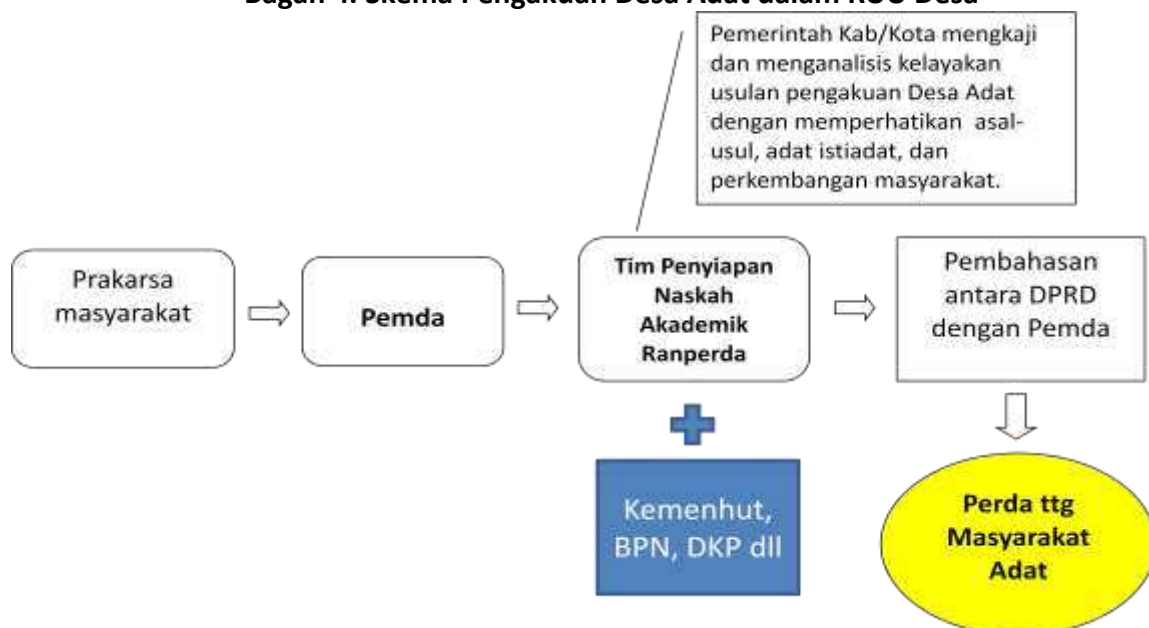 Bagan 4. Skema Pengakuan Desa Adat dalam RUU Desa
Pemerintah Kab/Kota mengkaji
dan menganalisis kelayakan
usulan pengakuan Desa Adat
dengan memperhatikan asal-
usul, adat istiadat, dan
perkembangan masyarakat.
Prakarsa
masyarakat
Pemda
Tim Penyiapan
Naskah
Akademik
Ranperda
Pembahasan
antara DPRD
dengan Pemda
Kemenhut,
BPN, DKP dll
Perda ttg
Masyarakat
Adat